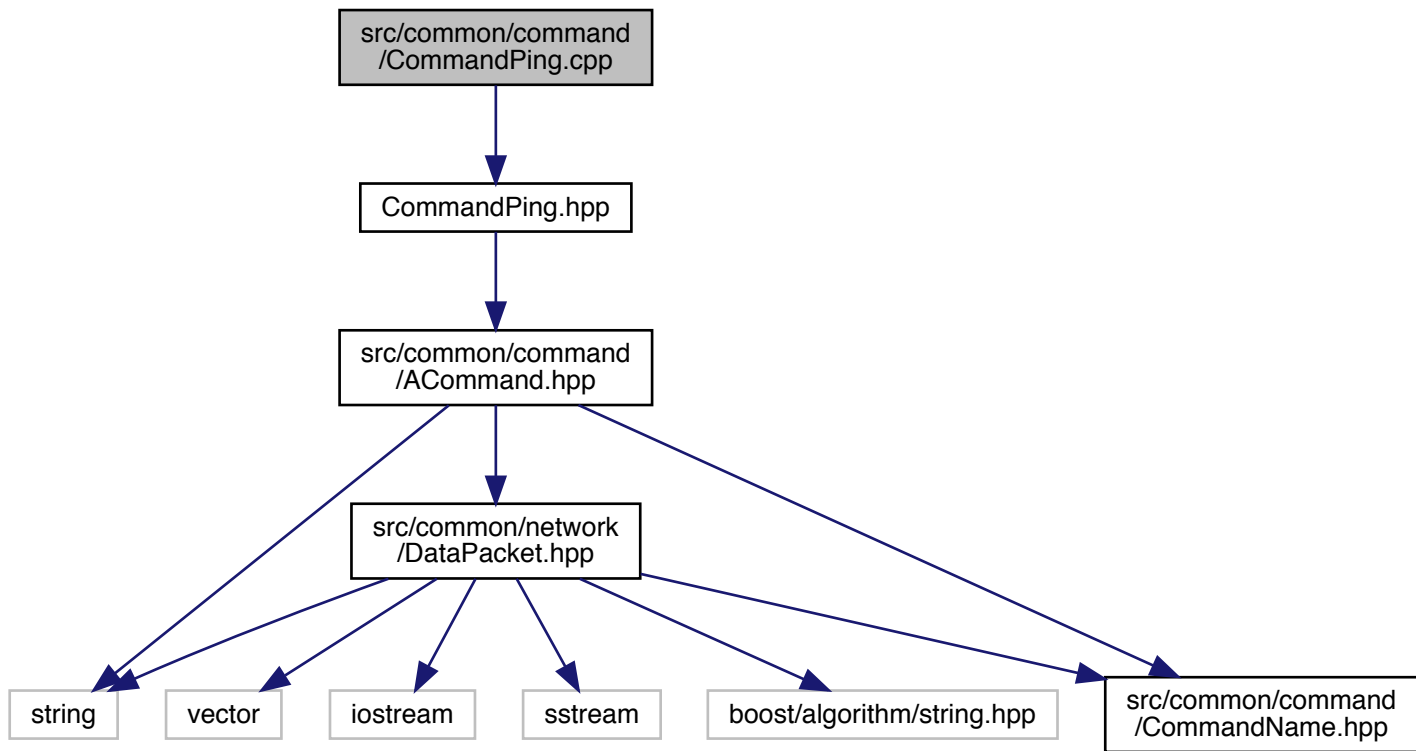 src/common/command
/CommandPing.cpp
CommandPing.hpp
src/common/command
/ACommand.hpp
src/common/network
/DataPacket.hpp
string
vector
iostream
sstream
boost/algorithm/string.hpp
src/common/command
/CommandName.hpp